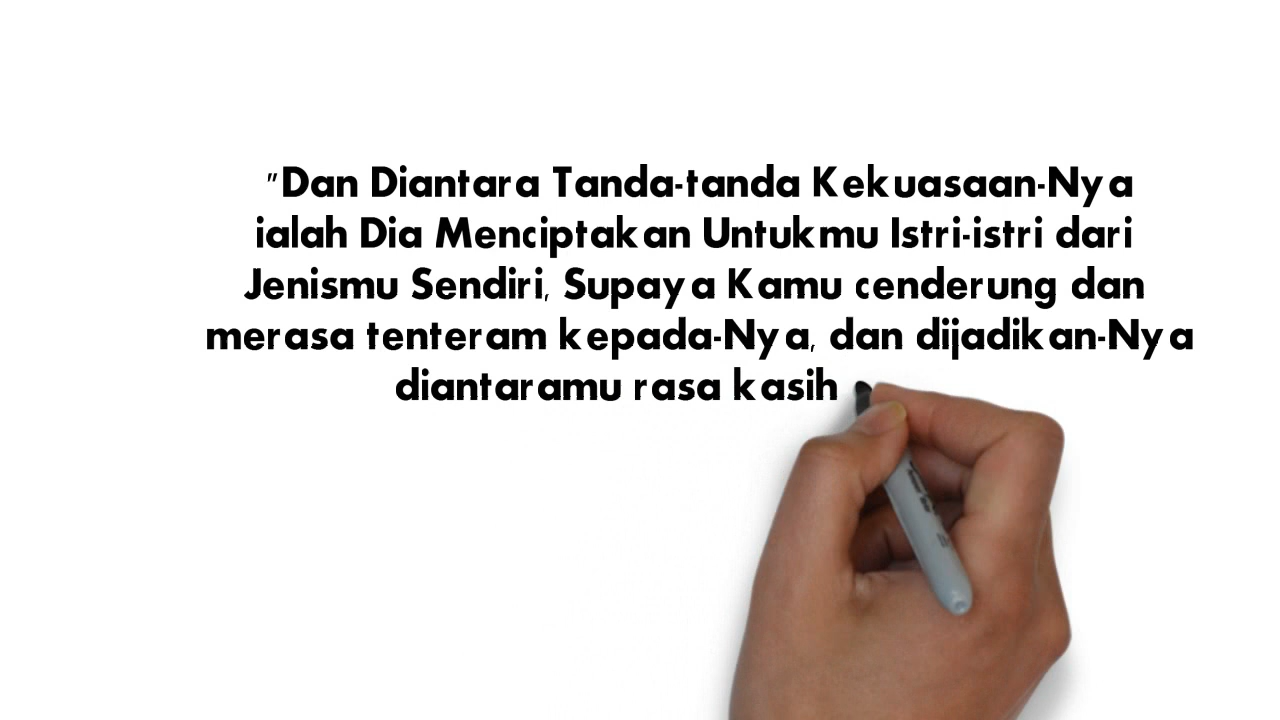 "Dan Diantara Tanda-tanda Kekuasaan-Nya
ialah Dia Menciptakan Untukmu Istri-istri dari
Jenismu Sendiri, Supaya Kamu cenderung dan
merasa tenteram kepada-Nya, dan dijadikan-Nya
diantaramu rasa kasih